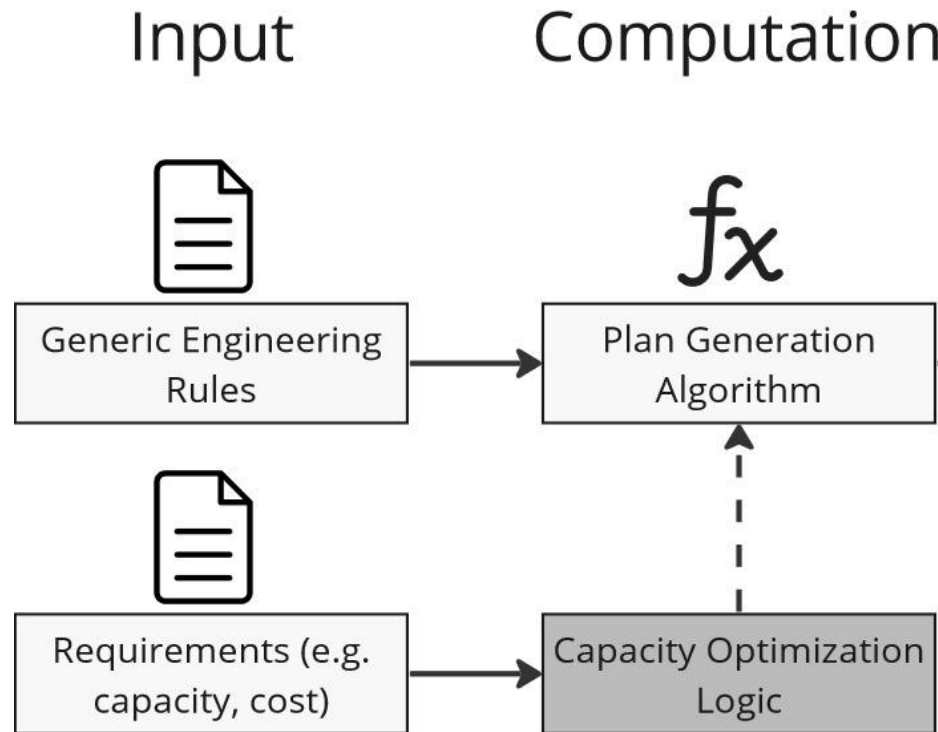 Input
Computation
fx
Generic Engineering
Rules
Plan Generation
Algorithm
Requirements (e.g.
capacity, cost)
Capacity Optimization
Logic